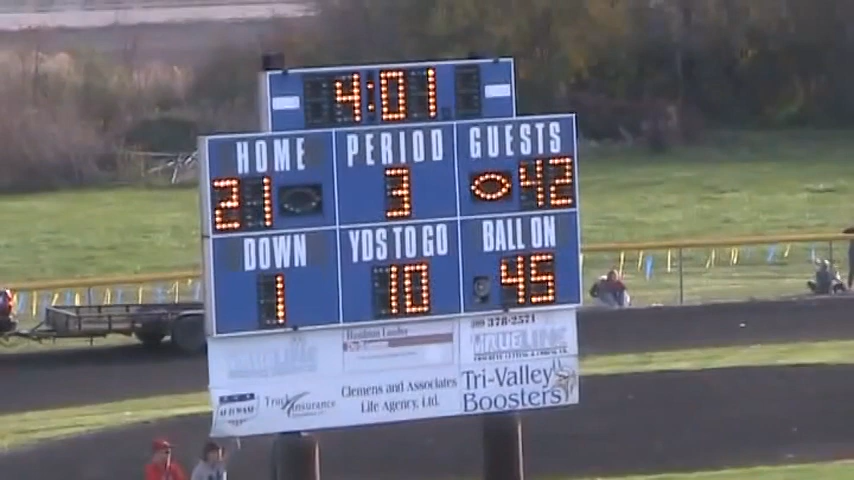 4:01
HOME PERIOD GUESTS
21 3 42
DOWN YDS TO GO BALL ON
1 10 45
378-2571
Clemens and Associates
Life Agency, Ltd.
Tri-Valley
Boosters